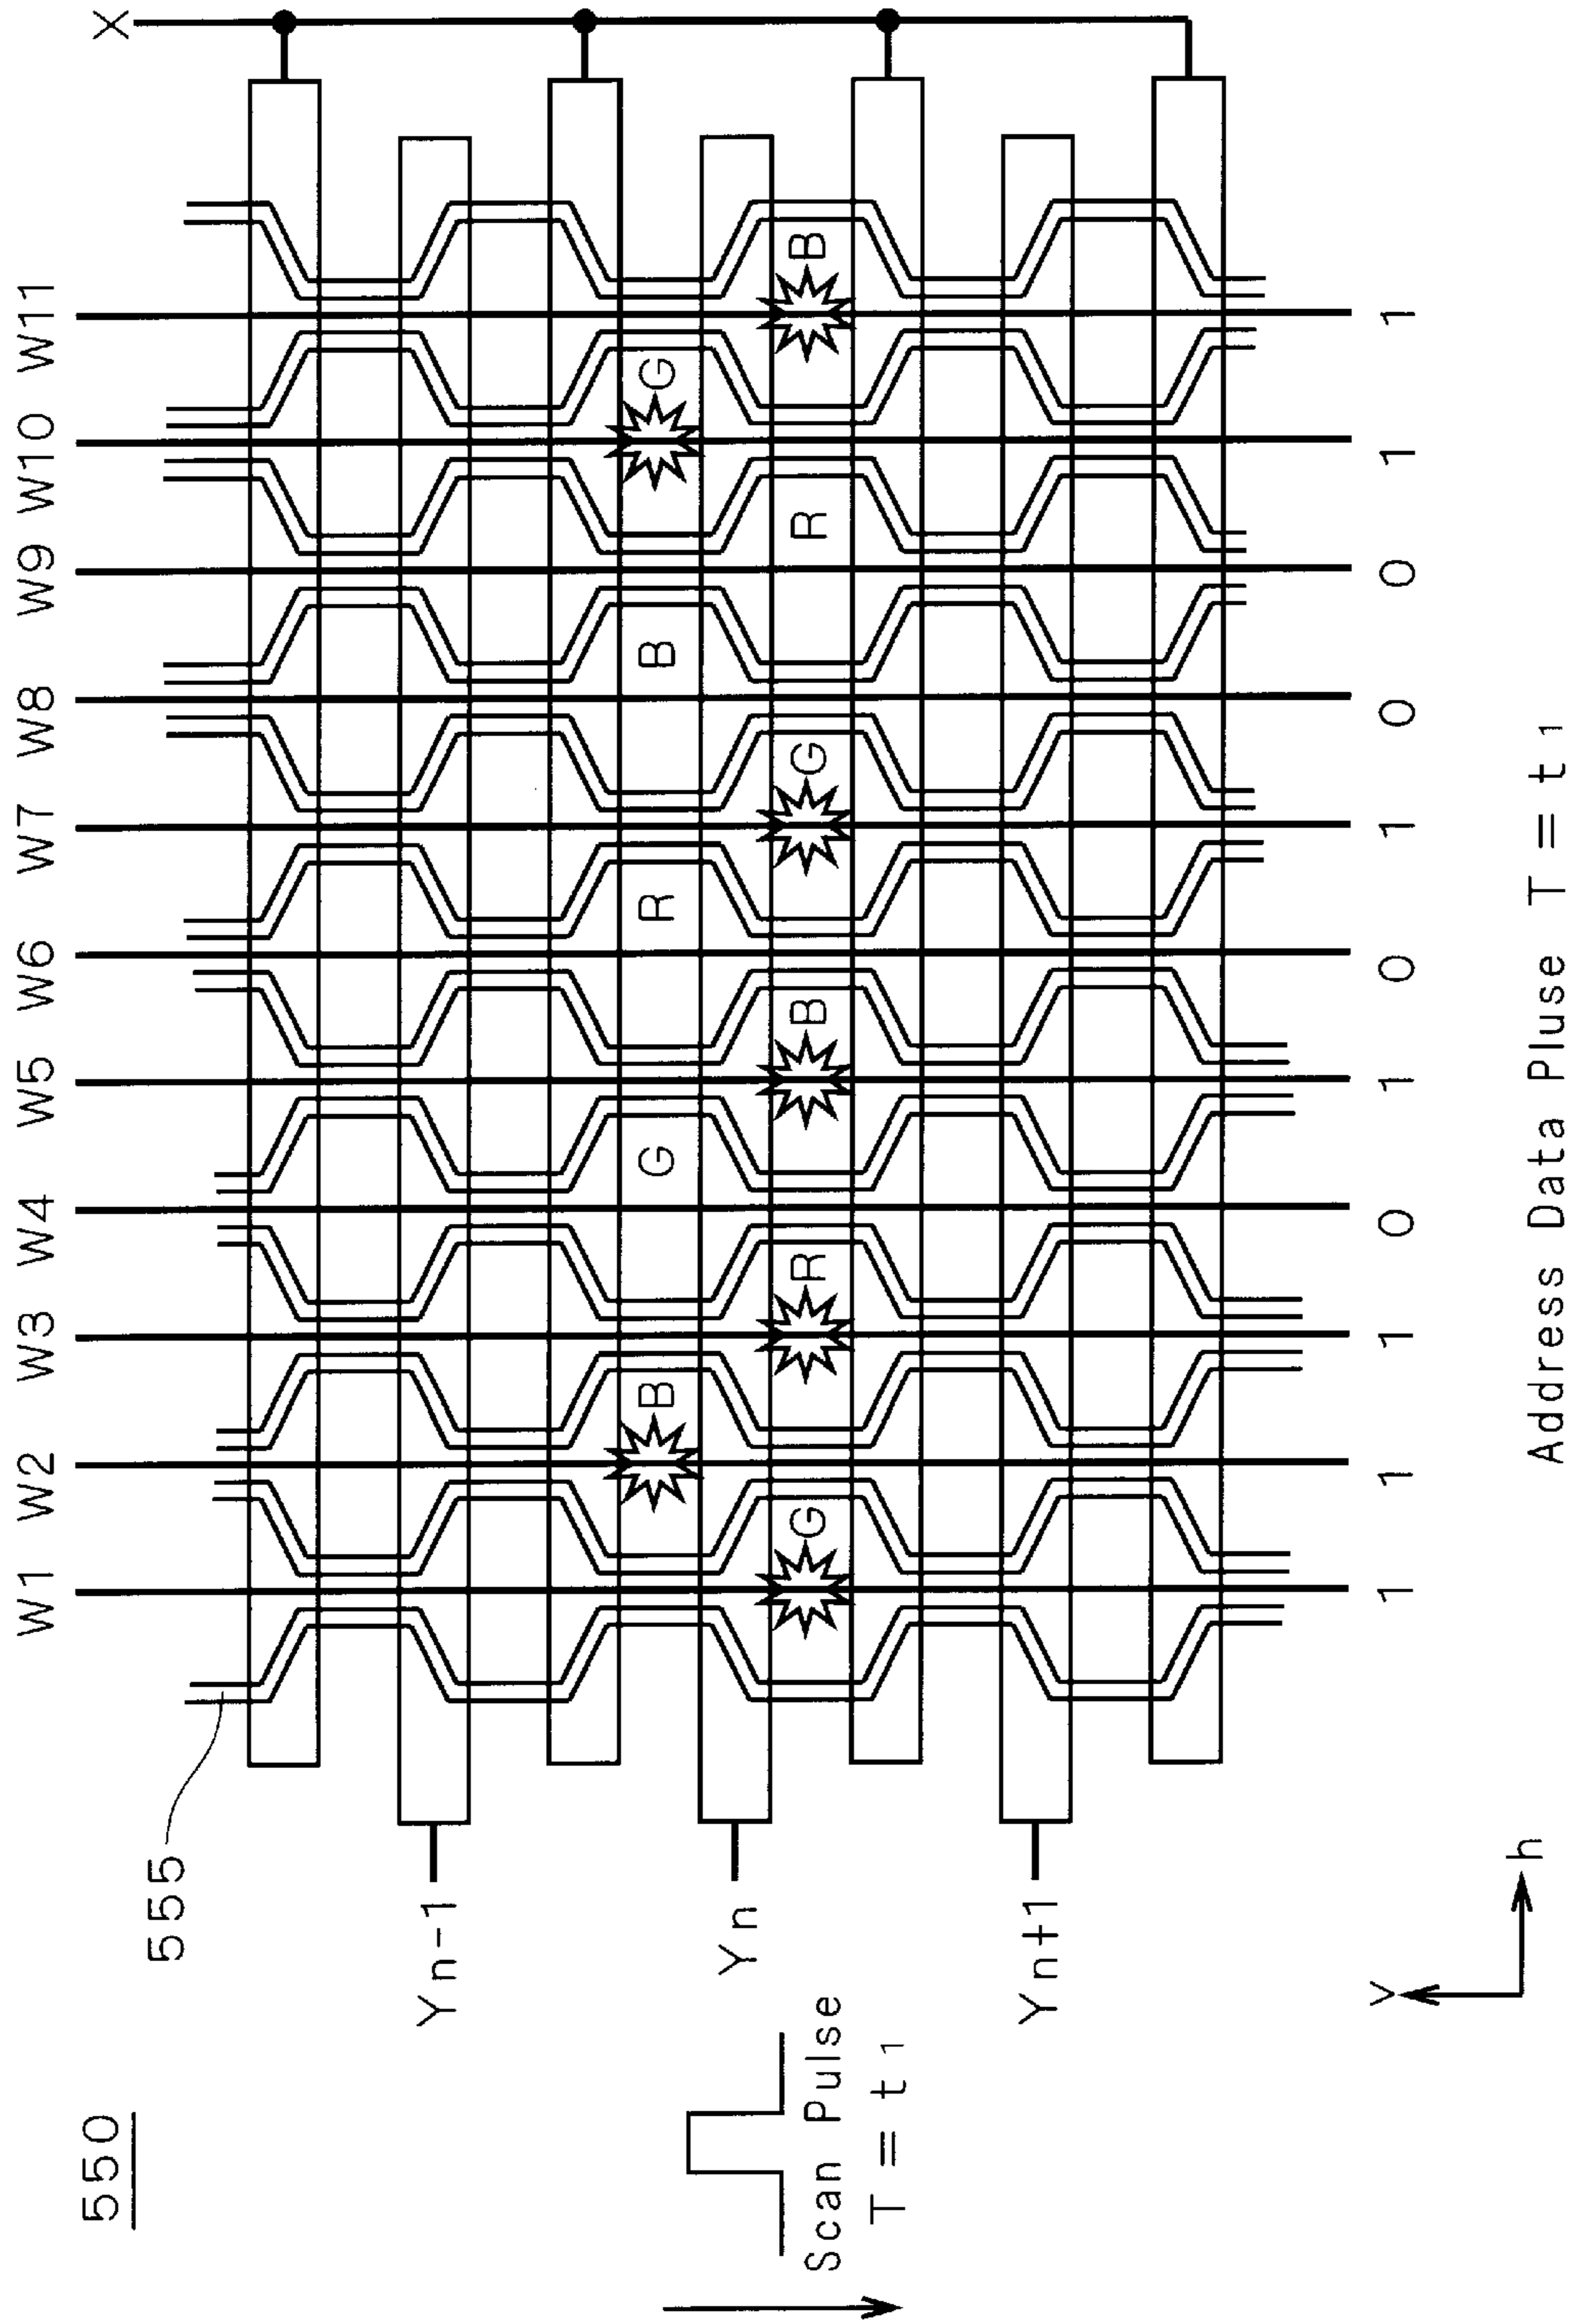 550
555
W1 W2 W3 W4 W5 W6 W7 W8 W9 W10 W11
X
Yn-1
B G R B G
Yn
Scan Pulse
T = t1
G R B G R B
Yn+1
1 1 1 0 1 0 1 0 0 1 1
v
h
Address Data Pluse T = t1